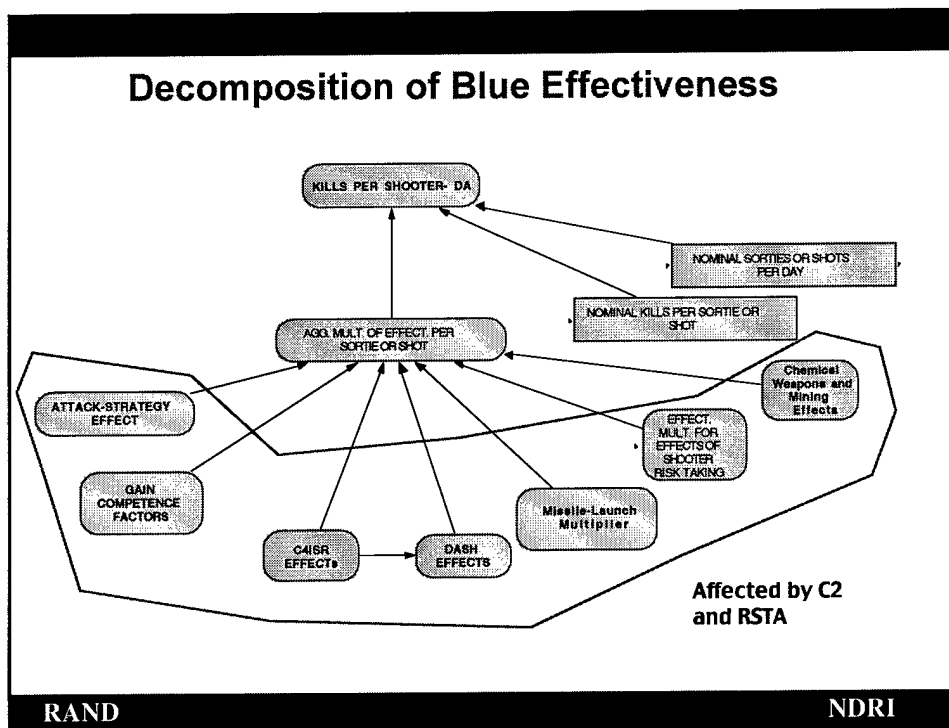 Decomposition of Blue Effectiveness
KILLS PER SHOOTER- DA
NOMINAL SORTIES OR SHOTS
PER DAY
NOMINAL KILLS PER SORTIE OR
SHOT
AGG. MULT. OF EFFECT. PER
SORTIE OR SHOT
Chemical
Weapons and
Mining
Effects
ATTACK-STRATEGY
EFFECT
EFFECT.
MULT. FOR
EFFECTS OF
SHOOTER
RISK TAKING
GAIN
COMPETENCE
FACTORS
Missile-Launch
Multiplier
C4ISR
EFFECTs
DASH
EFFECTS
Affected by C2
and RSTA
RAND
NDRI